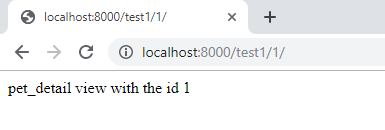 localhost:8000/test1/1/
localhost:8000/test1/1/
pet_detail view with the id 1